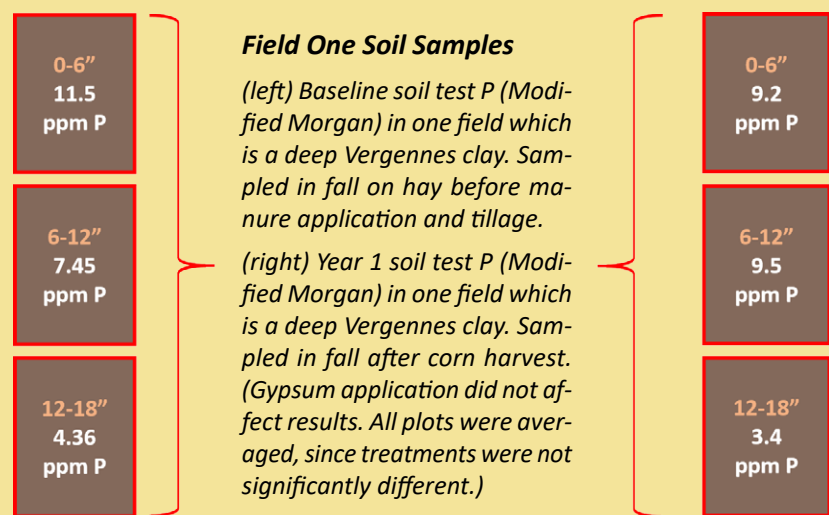 0-6”
11.5
ppm P
6-12”
7.45
ppm P
12-18”
4.36
ppm P
Field One Soil Samples
(left) Baseline soil test P (Modi-
fied Morgan) in one field which
is a deep Vergennes clay. Sam-
pled in fall on hay before ma-
nure application and tillage.
(right) Year 1 soil test P (Modi-
fied Morgan) in one field which
is a deep Vergennes clay. Sam-
pled in fall after corn harvest.
(Gypsum application did not af-
fect results. All plots were aver-
aged, since treatments were not
significantly different.)
0-6”
9.2
ppm P
6-12”
9.5
ppm P
12-18”
3.4
ppm P